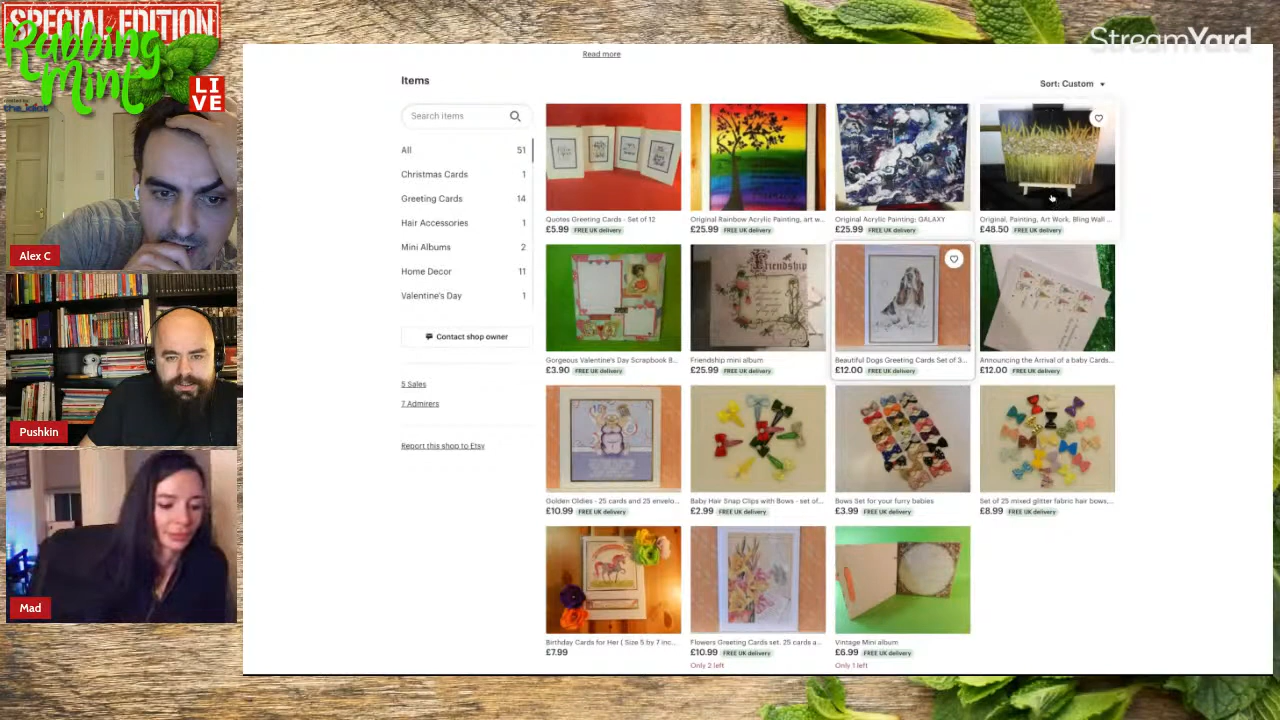 SPECIAL EDITION
Rabbing
Mint
LI
VE
StreamYard
Alex C
Pushkin
Mad
Read more
Items
Sort: Custom
Search items
All 51
Christmas Cards 1
Greeting Cards 14
Hair Accessories 3
Mini Albums 2
Home Decor 11
Valentine's Day 1
Contact shop owner
5 Sales
7 Admirers
Report this shop to Etsy
Quotes Greeting Cards - Set of 12
£5.99 FREE UK delivery
Original Rainbow Acrylic Painting, art w...
£25.99 FREE UK delivery
Original Acrylic Painting: GALAXY
£25.99 FREE UK delivery
Original, Painting, Art Work, Bling Wall ...
£48.50 FREE UK delivery
Friendship
Gorgeous Valentine's Day Scrapbook B...
£3.90 FREE UK delivery
Friendship mini album
£25.99 FREE UK delivery
Beautiful Dogs Greeting Cards Set of 3...
£12.00 FREE UK delivery
Announcing the Arrival of a baby Cards...
£12.00 FREE UK delivery
Golden Oldies - 25 cards and 25 envelo...
£10.99 FREE UK delivery
Baby Hair Snap Clips with Bows - set of...
£2.99 FREE UK delivery
Bows Set for your furry babies
£3.99 FREE UK delivery
Set of 25 mixed glitter fabric hair bows,...
£8.99 FREE UK delivery
Birthday Cards for Her ( Size 5 by 7 inc...
£7.99
Flowers Greeting Cards set. 25 cards a...
£10.99 FREE UK delivery
Only 2 left
Vintage Mini album
£6.99 FREE UK delivery
Only 1 left